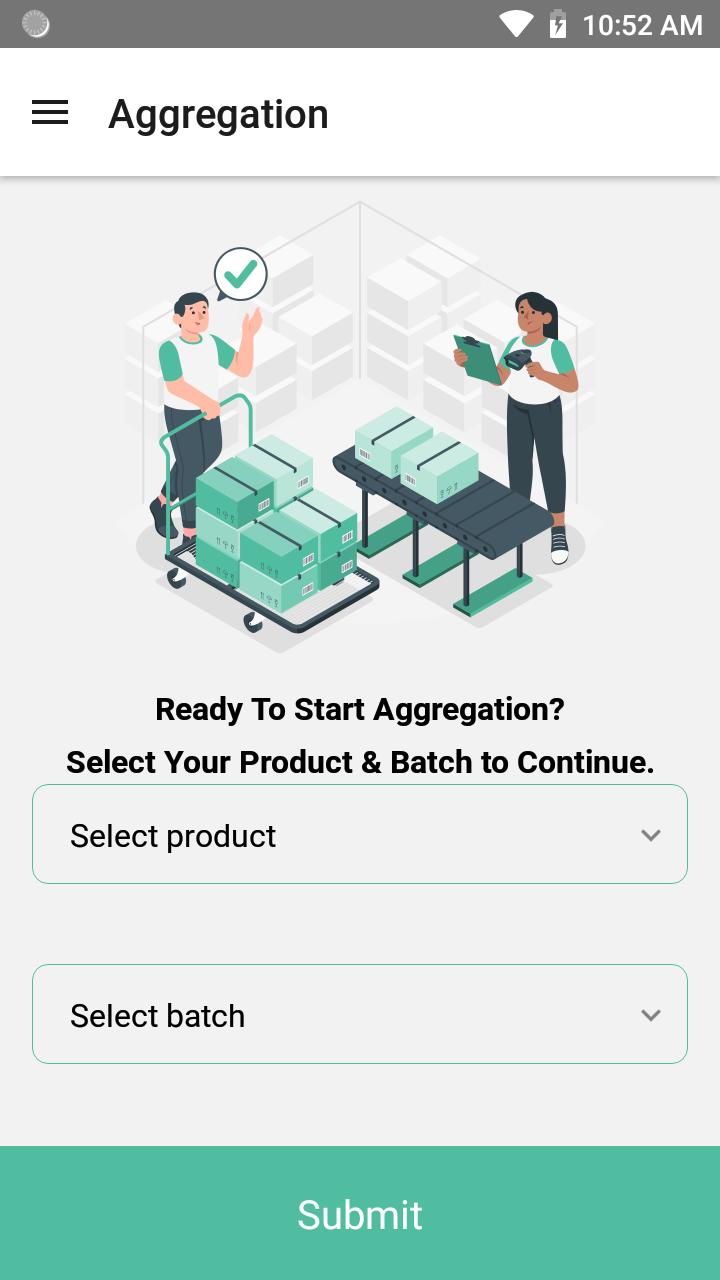 10:52 AM
Aggregation
Ready To Start Aggregation?
Select Your Product & Batch to Continue.
Select product
Select batch
Submit